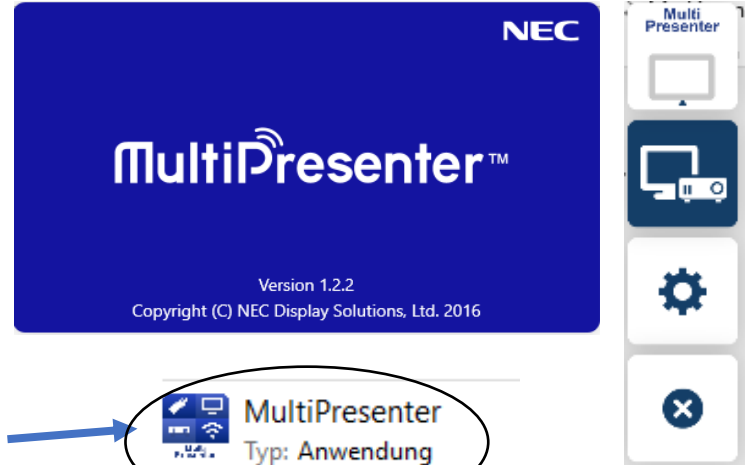 NEC
MultiPresenter™
Version 1.2.2
Copyright (C) NEC Display Solutions, Ltd. 2016
Multi
Presenter
MultiPresenter
Typ: Anwendung